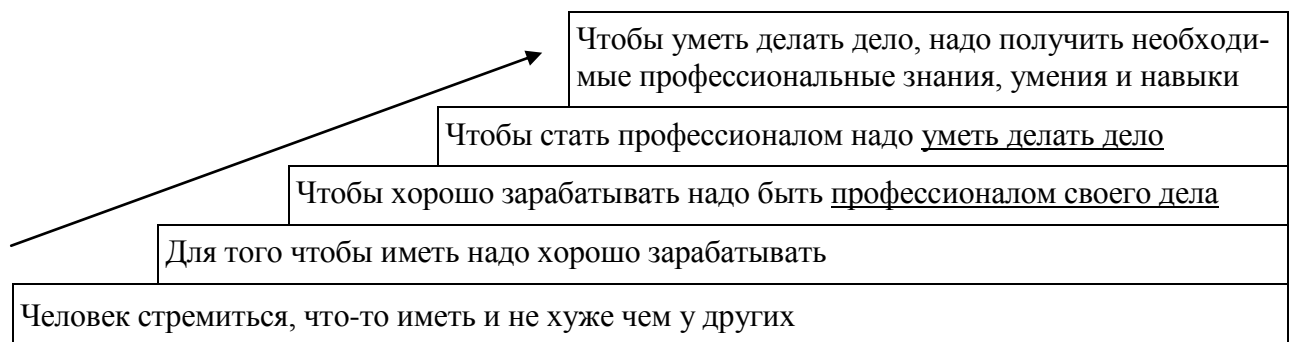 Чтобы уметь делать дело, надо получить необходи-
мые профессиональные знания, умения и навыки
Чтобы стать профессионалом надо уметь делать дело
Чтобы хорошо зарабатывать надо быть профессионалом своего дела
Для того чтобы иметь надо хорошо зарабатывать
Человек стремиться, что-то иметь и не хуже чем у других